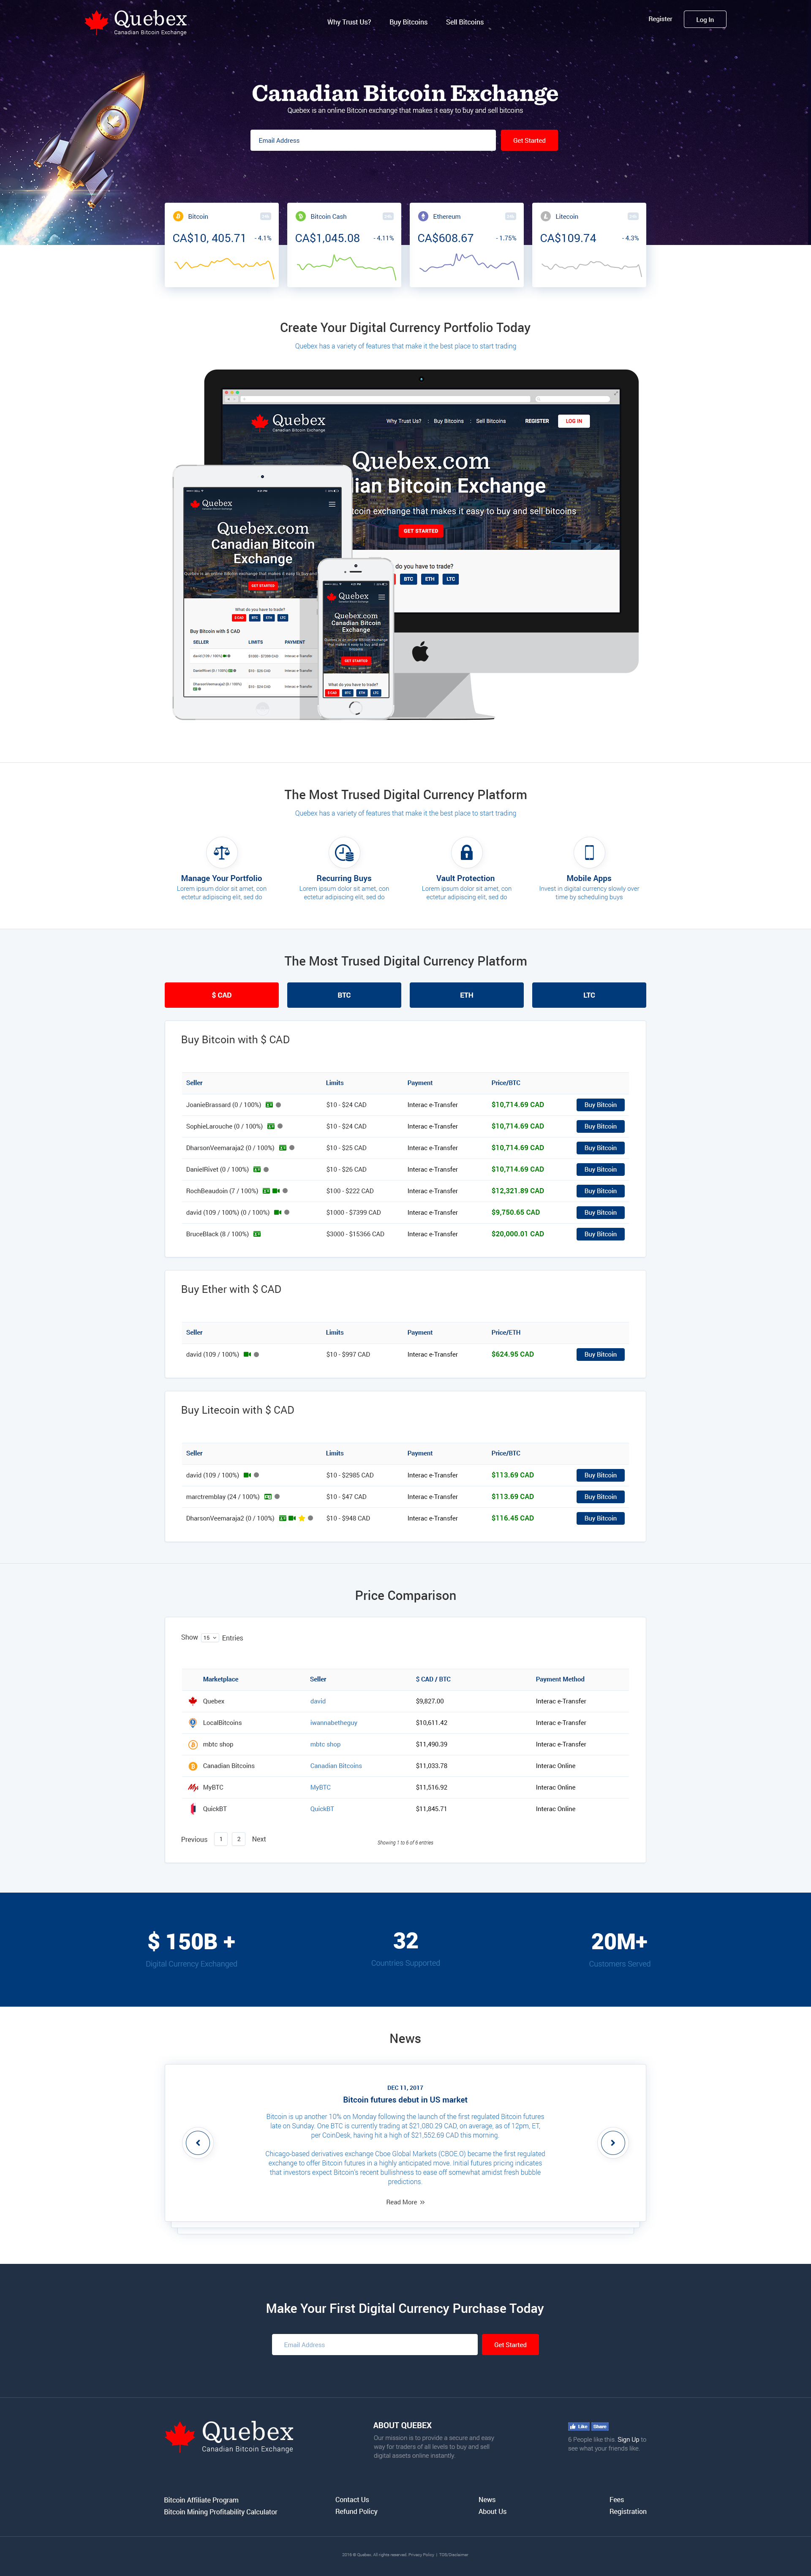 Quebex
Canadian Bitcoin Exchange
Why Trust Us?
Buy Bitcoins
Sell Bitcoins
Register
Log In
Canadian Bitcoin Exchange
Quebex is an online Bitcoin exchange that makes it easy to buy and sell bitcoins
Email Address
Get Started
Bitcoin
CA$10, 405.71 - 4.1%
Bitcoin Cash
CA$1,045.08 - 4.11%
Ethereum
CA$608.67 - 1.75%
Litecoin
CA$109.74 - 4.3%
Create Your Digital Currency Portfolio Today
Quebex has a variety of features that make it the best place to start trading
Quebex
Canadian Bitcoin Exchange
Why Trust Us? Buy Bitcoins Sell Bitcoins REGISTER LOG IN
Quebex.com
ian Bitcoin Exchange
coin exchange that makes it easy to buy and sell bitcoins
GET STARTED
do you have to trade?
BTC ETH LTC
Quebex
Canadian Bitcoin Exchange
Quebex.com
Canadian Bitcoin
Exchange
Quebex is an online Bitcoin exchange that makes it easy to buy and
GET STARTED
What do you have to trade?
$ CAD BTC ETH LTC
Buy Bitcoin with $ CAD
SELLER LIMITS PAYMENT
Quebex
Quebex.com
Canadian Bitcoin
Exchange
GET STARTED
What do you have to trade?
$ CAD BTC ETH LTC
The Most Trused Digital Currency Platform
Quebex has a variety of features that make it the best place to start trading
Manage Your Portfolio
Lorem ipsum dolor sit amet, con
ectetur adipiscing elit, sed do
Recurring Buys
Lorem ipsum dolor sit amet, con
ectetur adipiscing elit, sed do
Vault Protection
Lorem ipsum dolor sit amet, con
ectetur adipiscing elit, sed do
Mobile Apps
Invest in digital currency slowly over
time by scheduling buys
The Most Trused Digital Currency Platform
$ CAD BTC ETH LTC
Buy Bitcoin with $ CAD
Seller Limits Payment Price/BTC
JoanieBrassard (0 / 100%) $10 - $24 CAD Interac e-Transfer $10,714.69 CAD Buy Bitcoin
SophieLarouche (0 / 100%) $10 - $24 CAD Interac e-Transfer $10,714.69 CAD Buy Bitcoin
DharsonVeemaraja2 (0 / 100%) $10 - $25 CAD Interac e-Transfer $10,714.69 CAD Buy Bitcoin
DanielRivet (0 / 100%) $10 - $26 CAD Interac e-Transfer $10,714.69 CAD Buy Bitcoin
RochBeaudoin (7 / 100%) $100 - $222 CAD Interac e-Transfer $12,321.89 CAD Buy Bitcoin
david (109 / 100%) (0 / 100%) $1000 - $7399 CAD Interac e-Transfer $9,750.65 CAD Buy Bitcoin
BruceBlack (8 / 100%) $3000 - $15366 CAD Interac e-Transfer $20,000.01 CAD Buy Bitcoin
Buy Ether with $ CAD
Seller Limits Payment Price/ETH
david (109 / 100%) $10 - $997 CAD Interac e-Transfer $624.95 CAD Buy Bitcoin
Buy Litecoin with $ CAD
Seller Limits Payment Price/BTC
david (109 / 100%) $10 - $2985 CAD Interac e-Transfer $113.69 CAD Buy Bitcoin
marctremblay (24 / 100%) $10 - $47 CAD Interac e-Transfer $113.69 CAD Buy Bitcoin
DharsonVeemaraja2 (0 / 100%) $10 - $948 CAD Interac e-Transfer $116.45 CAD Buy Bitcoin
Price Comparison
Show 15 Entries
Marketplace Seller $ CAD / BTC Payment Method
Quebex david $9,827.00 Interac e-Transfer
LocalBitcoins iwannabetheguy $10,611.42 Interac e-Transfer
mbtc shop mbtc shop $11,490.39 Interac e-Transfer
Canadian Bitcoins Canadian Bitcoins $11,033.78 Interac Online
MyBTC MyBTC $11,516.92 Interac Online
QuickBT QuickBT $11,845.71 Interac Online
Previous 1 2 Next
Showing 1 to 6 of 6 entries
$ 150B +
Digital Currency Exchanged
32
Countries Supported
20M+
Customers Served
News
DEC 11, 2017
Bitcoin futures debut in US market
Bitcoin is up another 10% on Monday following the launch of the first regulated Bitcoin futures
late on Sunday. One BTC is currently trading at $21,080.29 CAD, on average, as of 12pm, ET,
per CoinDesk, having hit a high of $21,552.69 CAD this morning.
Chicago-based derivatives exchange Cboe Global Markets (CBOE.O) became the first regulated
exchange to offer Bitcoin futures in a highly anticipated move. Initial futures pricing indicates
that investors expect Bitcoin's recent bullishness to ease off somewhat amidst fresh bubble
predictions.
Read More »
Make Your First Digital Currency Purchase Today
Email Address
Get Started
Quebex
Canadian Bitcoin Exchange
ABOUT QUEBEX
Our mission is to provide a secure and easy
way for traders of all levels to buy and sell
digital assets online instantly.
Like Share
6 People like this. Sign Up to
see what your friends like.
Bitcoin Affiliate Program
Bitcoin Mining Profitability Calculator
Contact Us
Refund Policy
News
About Us
Fees
Registration
2018 © Quebex. All rights reserved. Privacy Policy | TOS/Disclaimer